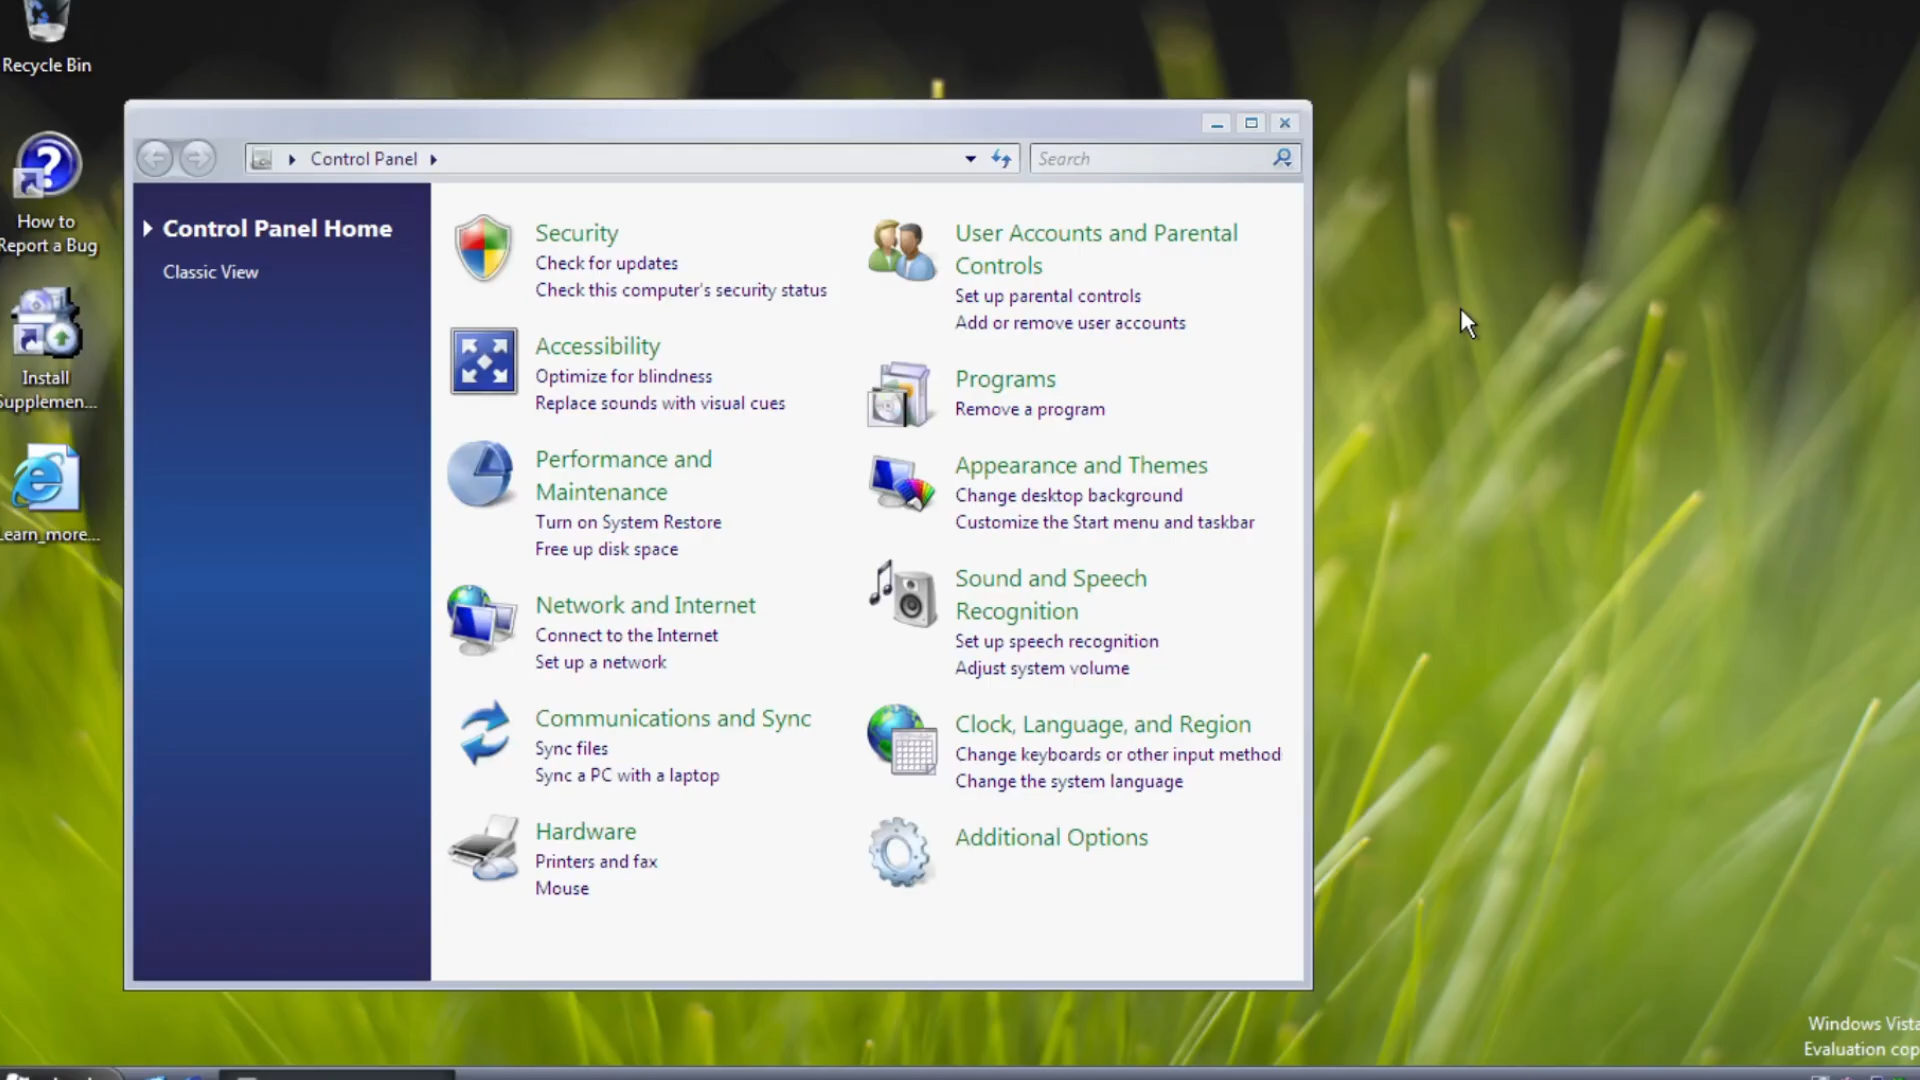 Recycle Bin
How to
Report a Bug
Install
Supplemen...
Learn_more...
Control Panel
Search
Control Panel Home
Classic View
Security
Check for updates
Check this computer's security status
Accessibility
Optimize for blindness
Replace sounds with visual cues
Performance and
Maintenance
Turn on System Restore
Free up disk space
Network and Internet
Connect to the Internet
Set up a network
Communications and Sync
Sync files
Sync a PC with a laptop
Hardware
Printers and fax
Mouse
User Accounts and Parental
Controls
Set up parental controls
Add or remove user accounts
Programs
Remove a program
Appearance and Themes
Change desktop background
Customize the Start menu and taskbar
Sound and Speech
Recognition
Set up speech recognition
Adjust system volume
Clock, Language, and Region
Change keyboards or other input method
Change the system language
Additional Options
Windows Vista
Evaluation cop